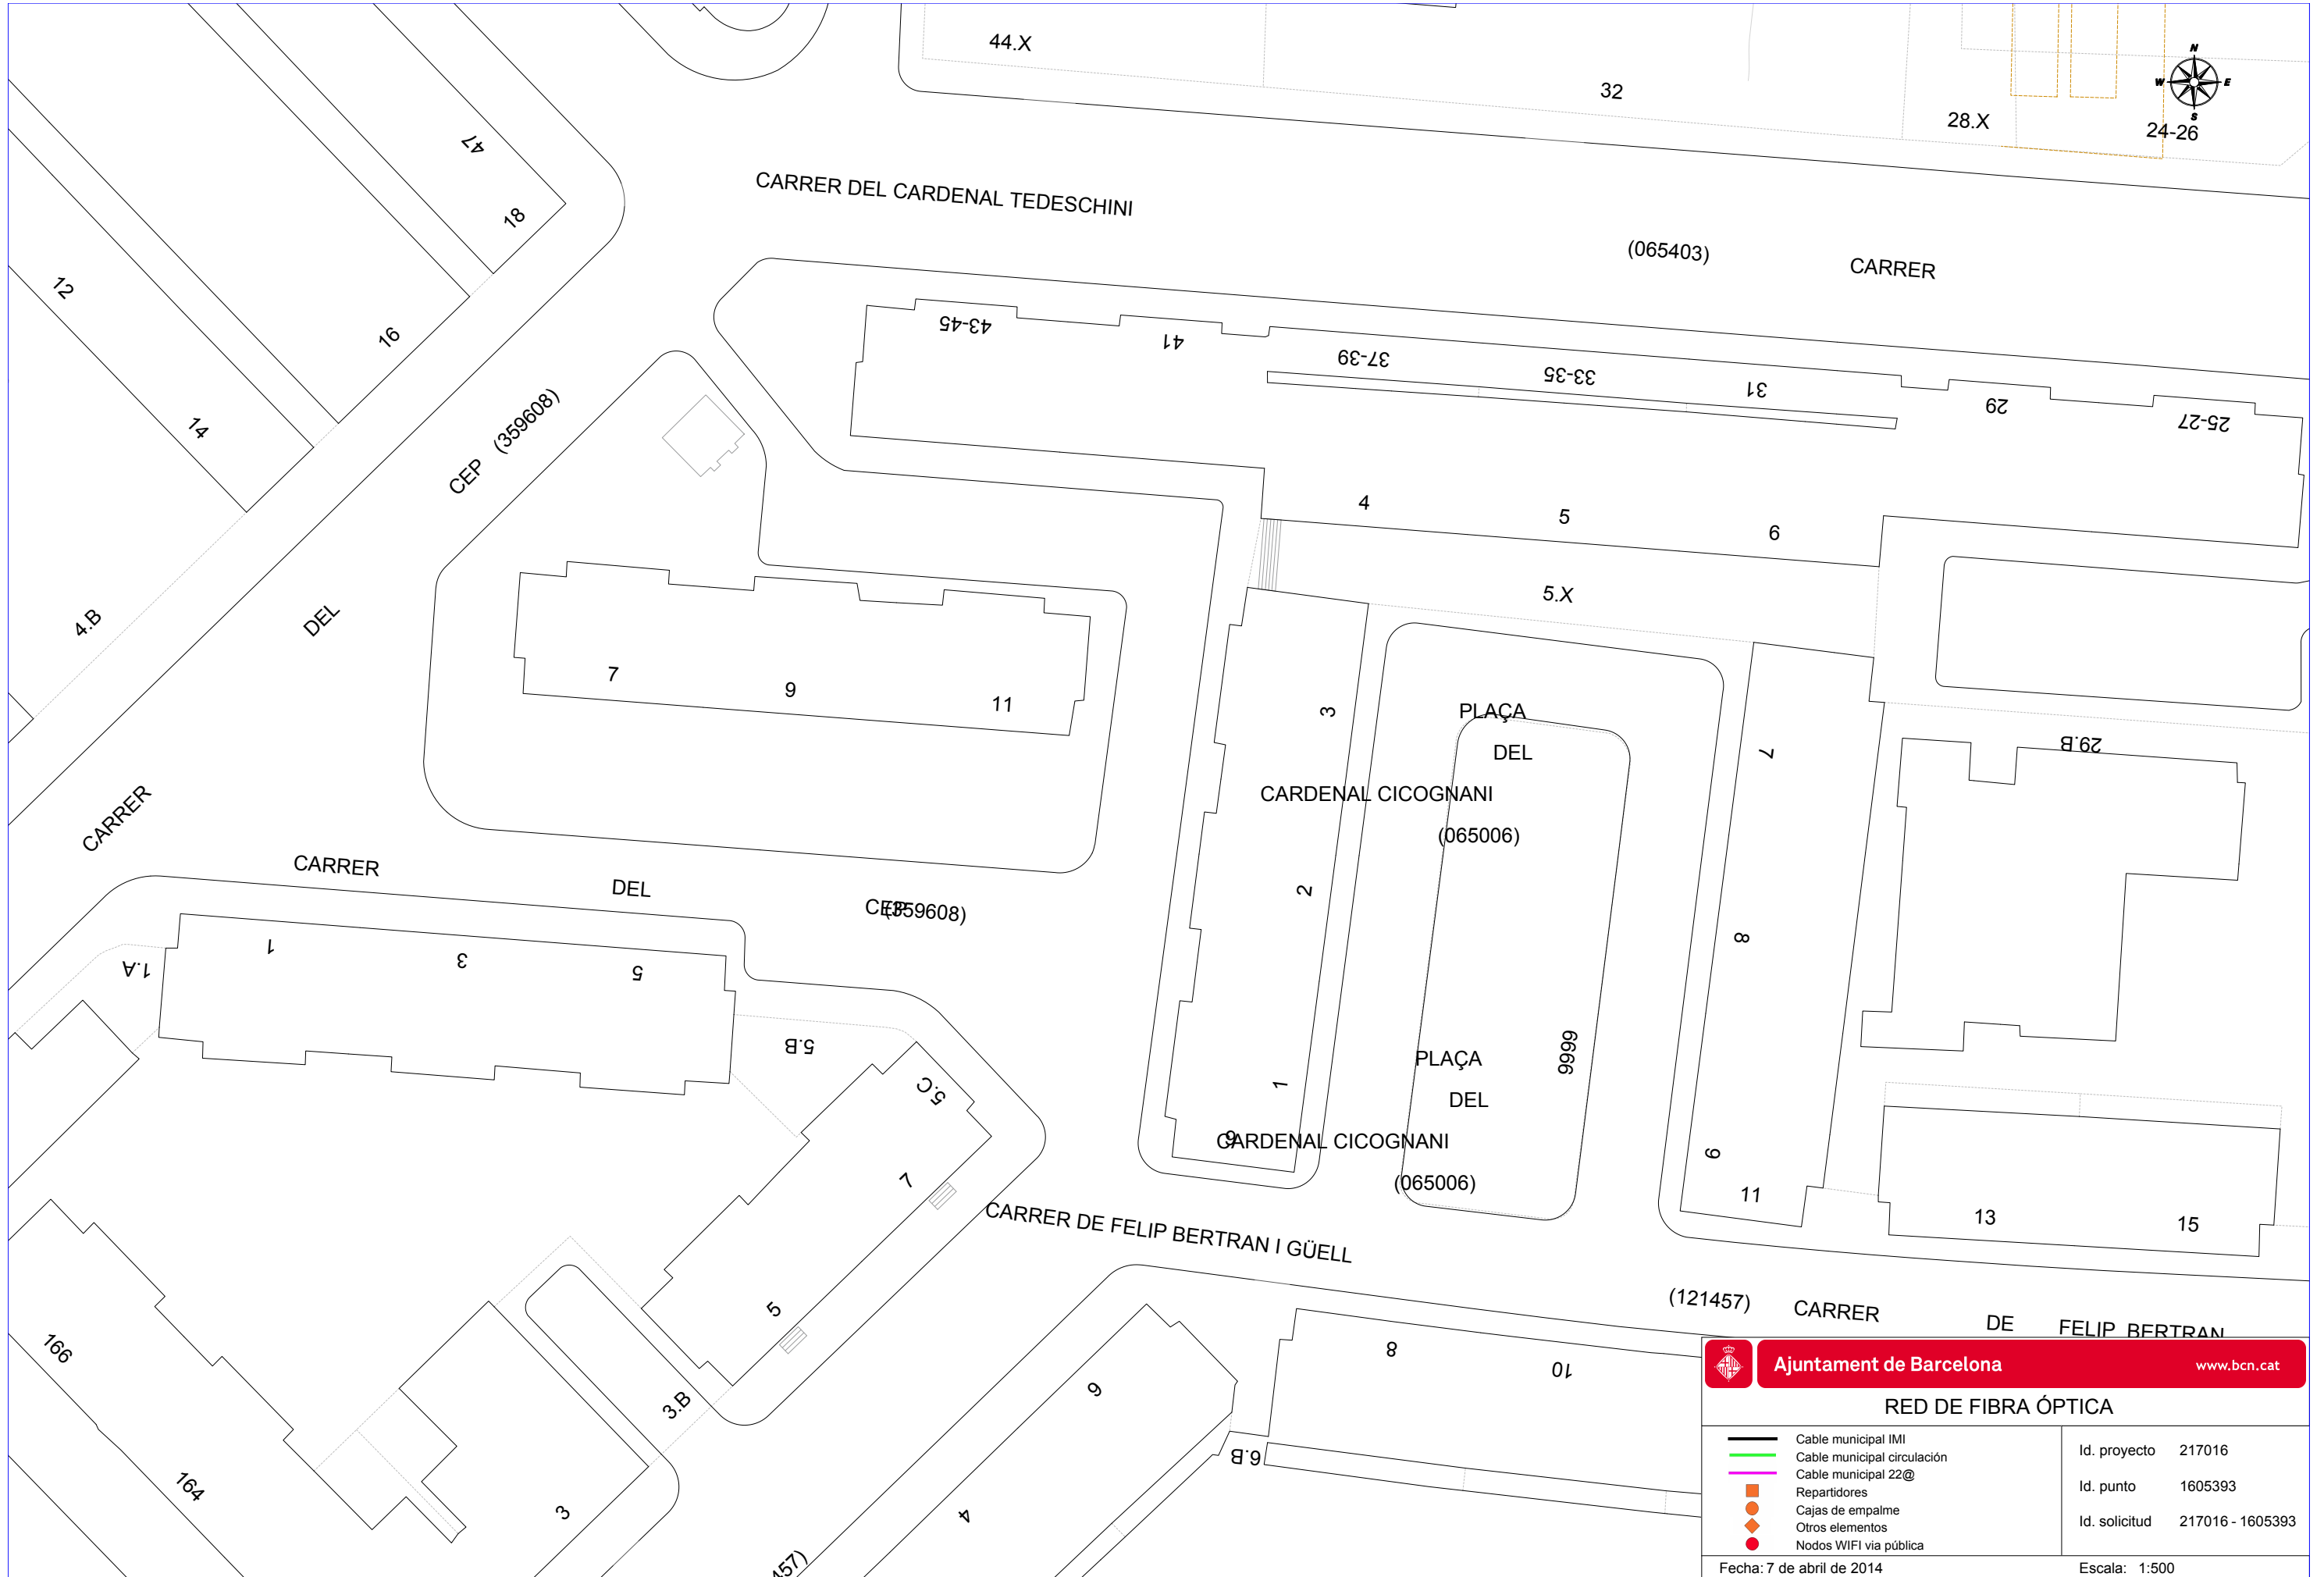 44.X
32
28.X
24-26
N
W
E
S
47
18
CARRER DEL CARDENAL TEDESCHINI
(065403)
CARRER
12
16
14
43-45
41
37-39
33-35
31
29
25-27
CEP (359608)
4
5
6
5.X
4.B
DEL
7
9
11
3
PLAÇA
DEL
CARDENAL CICOGNANI
(065006)
7
29.B
CARRER
CARRER
DEL
CEP
(359608)
2
8
1.A
1
3
5
5.B
5.C
7
5
1
9
PLAÇA
DEL
CARDENAL CICOGNANI
(065006)
9999
9
11
13
15
CARRER DE FELIP BERTRAN I GÜELL
(121457)
CARRER
DE
FELIP BERTRAN
166
164
3.B
3
6
4
8
10
6.B
457)
Ajuntament de Barcelona
www.bcn.cat
RED DE FIBRA ÓPTICA
Cable municipal IMI
Cable municipal circulación
Cable municipal 22@
Repartidores
Cajas de empalme
Otros elementos
Nodos WIFI via pública
Id. proyecto 217016
Id. punto 1605393
Id. solicitud 217016 - 1605393
Fecha: 7 de abril de 2014
Escala: 1:500